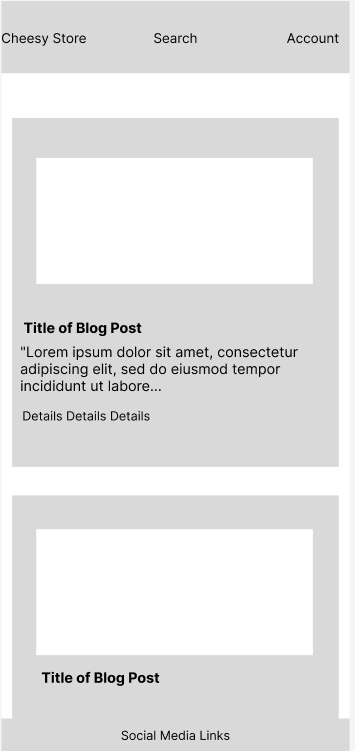 Cheesy Store Search Account
Title of Blog Post
"Lorem ipsum dolor sit amet, consectetur
adipiscing elit, sed do eiusmod tempor
incididunt ut labore...
Details Details Details
Title of Blog Post
Social Media Links